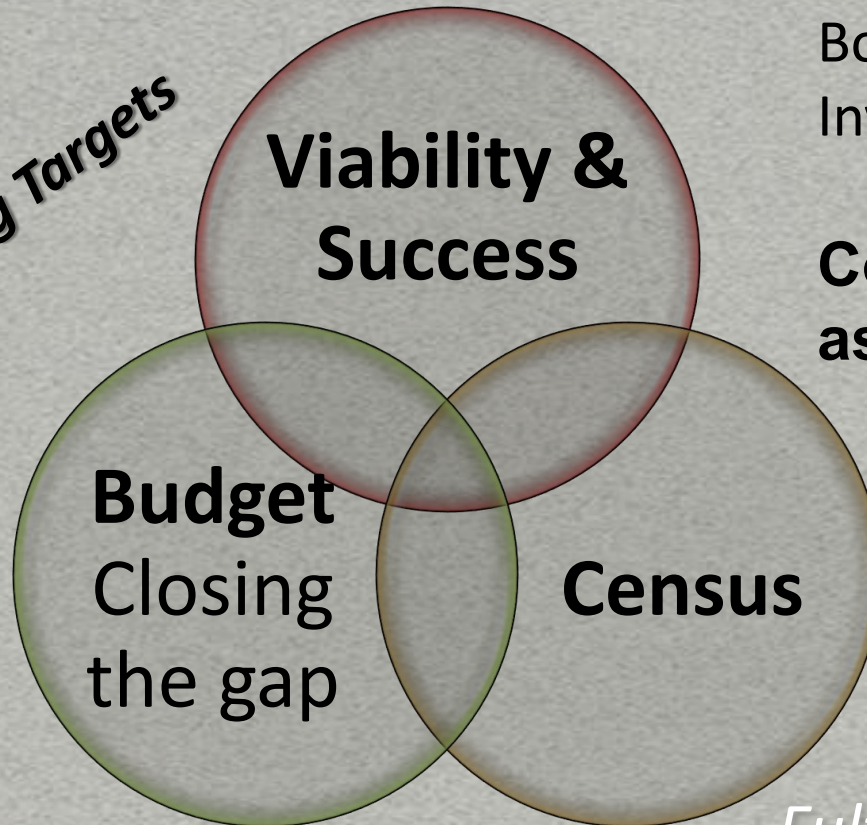 Targets
Viability &
Success
Budget
Closing
the gap
Census